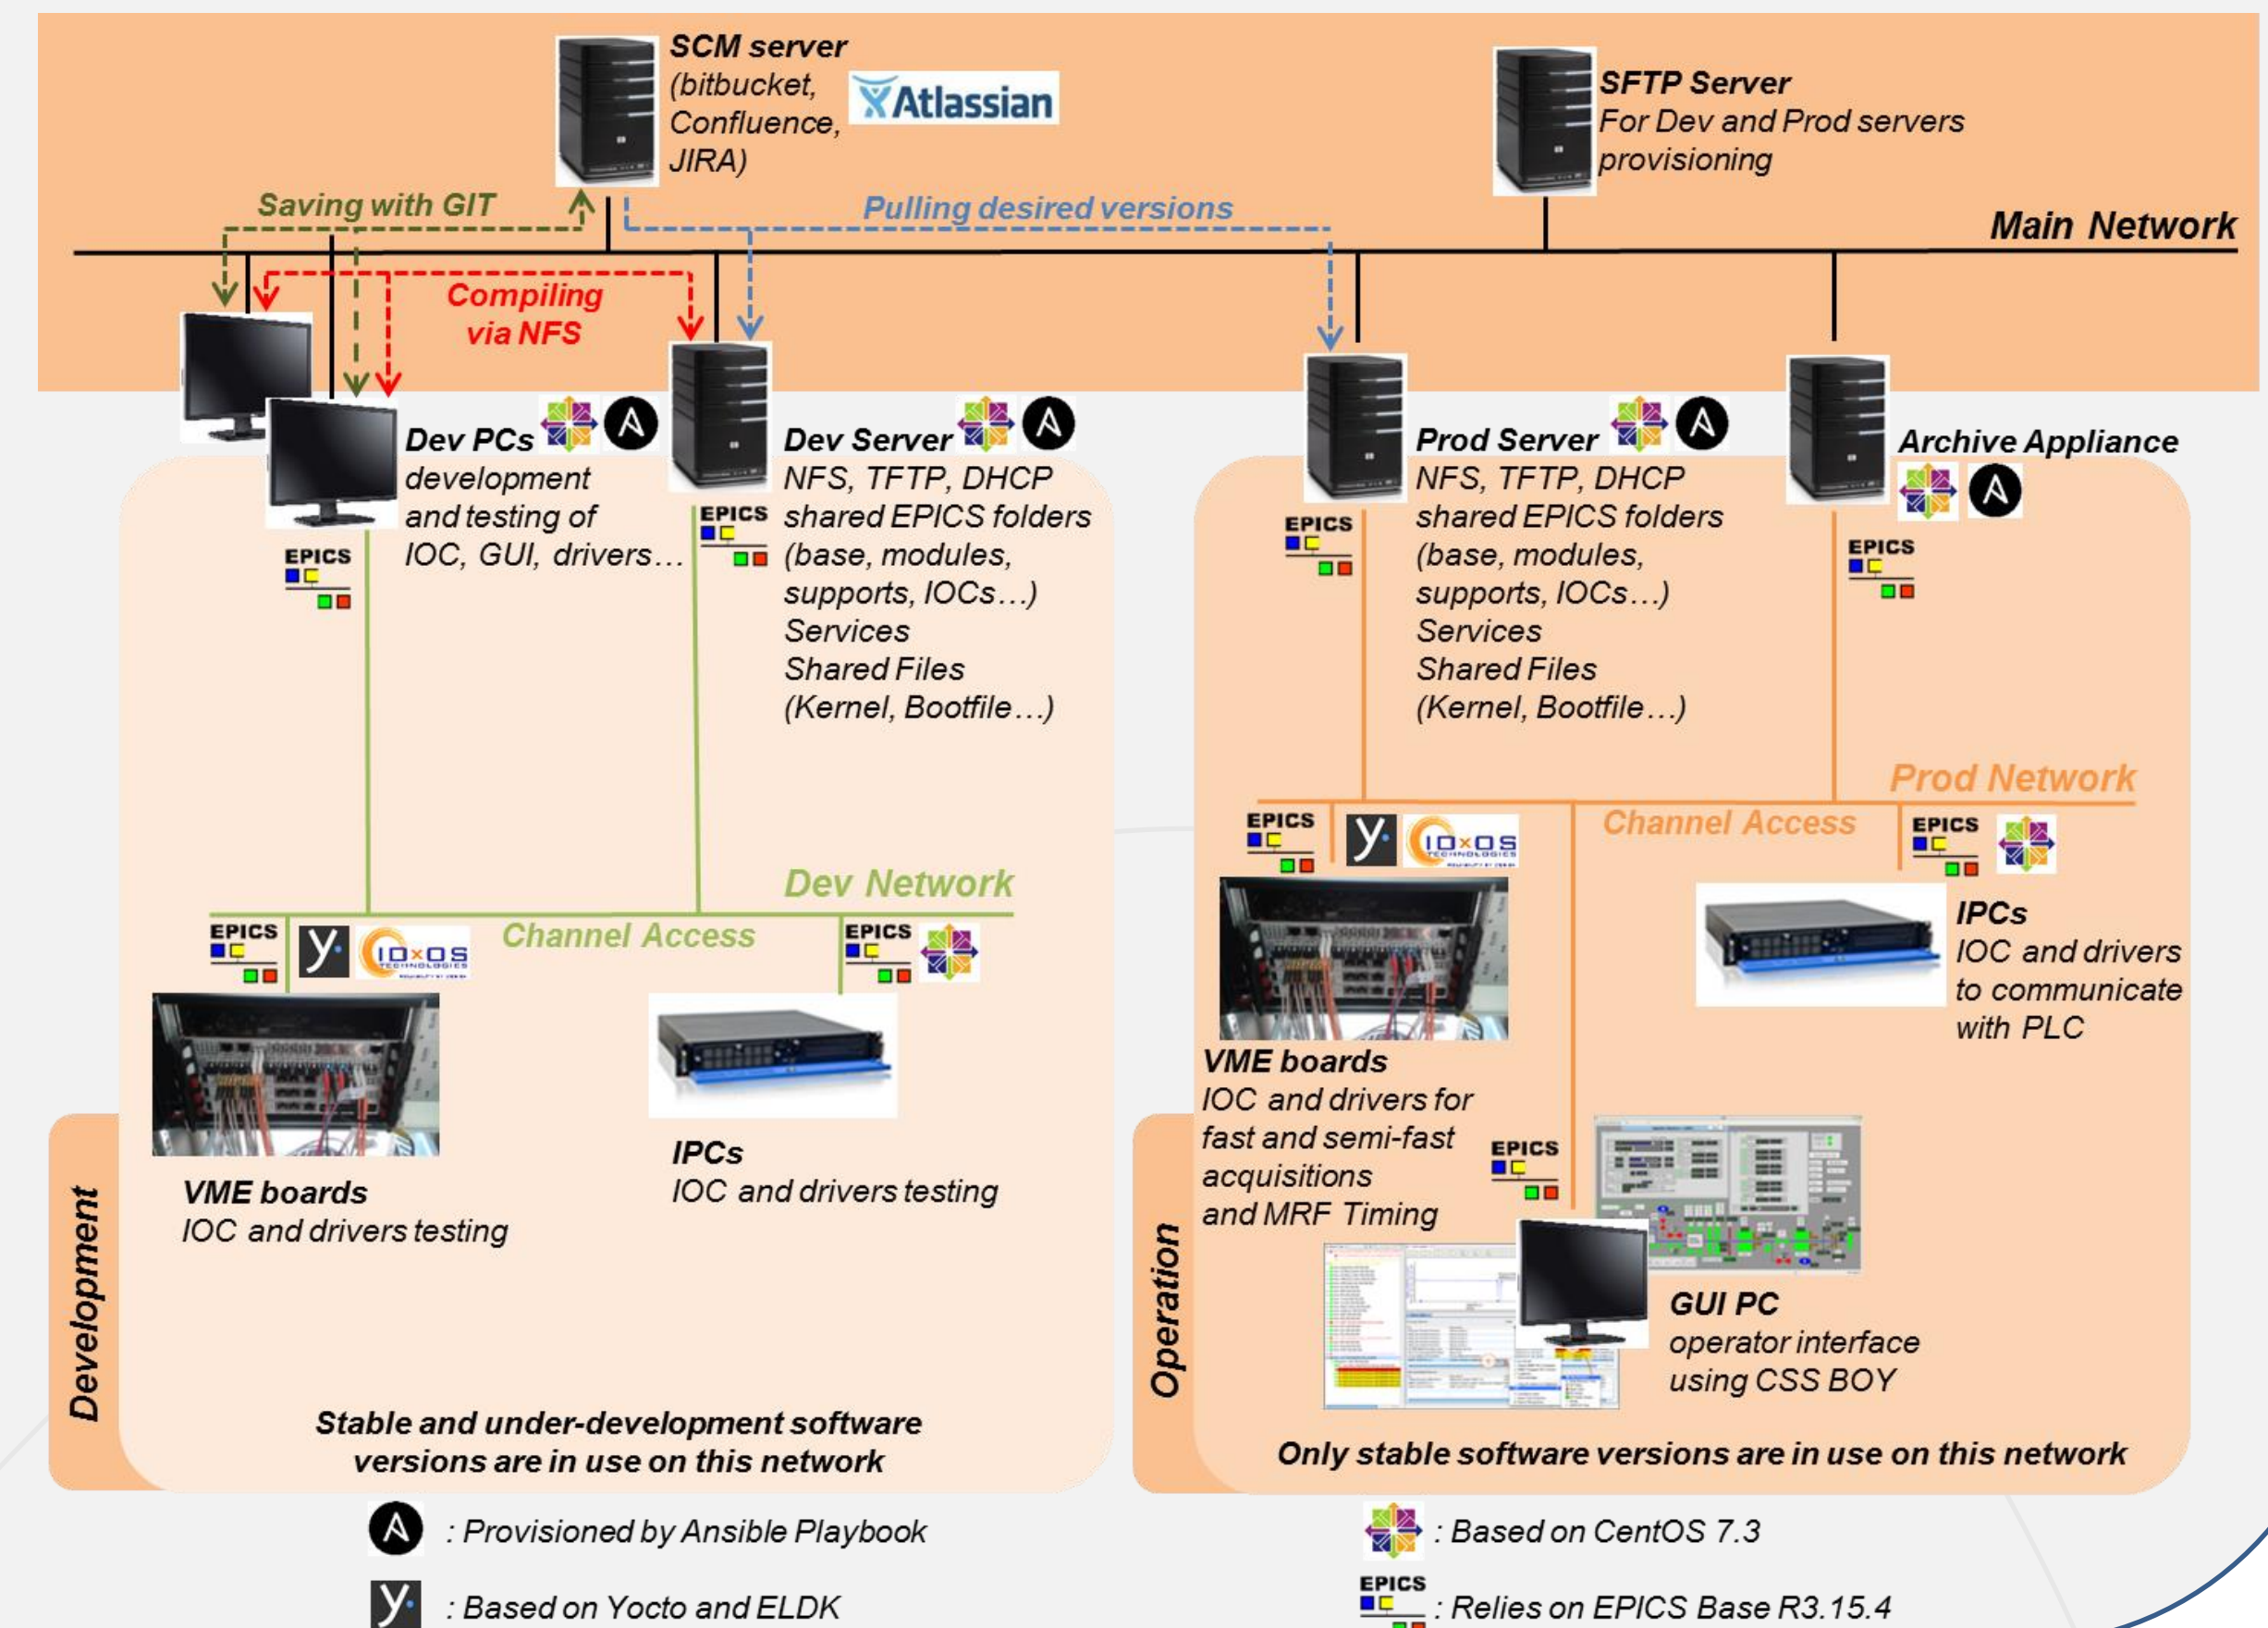 SCM server
(bitbucket,
Confluence,
JIRA)
Atlassian
SFTP Server
For Dev and Prod servers
provisioning
Saving with GIT
Pulling desired versions
Main Network
Compiling
via NFS
Dev PCs
development
and testing of
IOC, GUI, drivers…
EPICS
Dev Server
NFS, TFTP, DHCP
shared EPICS folders
(base, modules,
supports, IOCs…)
Services
Shared Files
(Kernel, Bootfile…)
EPICS
Prod Server
NFS, TFTP, DHCP
shared EPICS folders
(base, modules,
supports, IOCs…)
Services
Shared Files
(Kernel, Bootfile…)
EPICS
Archive Appliance
EPICS
Dev Network
Channel Access
EPICS
y
IOxOS
TECHNOLOGIES
EPICS
VME boards
IOC and drivers testing
IPCs
IOC and drivers testing
Development
Stable and under-development software
versions are in use on this network
Prod Network
Channel Access
EPICS
y
IOxOS
TECHNOLOGIES
EPICS
IPCs
IOC and drivers
to communicate
with PLC
VME boards
IOC and drivers for
fast and semi-fast
acquisitions
and MRF Timing
EPICS
GUI PC
operator interface
using CSS BOY
Operation
Only stable software versions are in use on this network
: Provisioned by Ansible Playbook
y : Based on Yocto and ELDK
: Based on CentOS 7.3
EPICS : Relies on EPICS Base R3.15.4